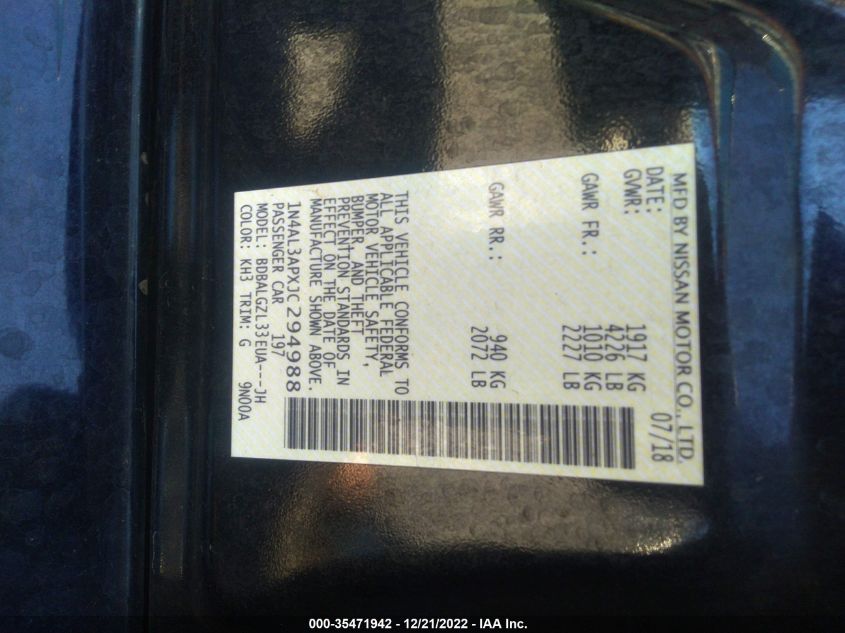 MFD BY NISSAN MOTOR CO., LTD.
DATE: 07/18
GVWR: 1917 KG
4226 LB
GAWR FR.: 1010 KG
2227 LB
GAWR RR.: 940 KG
2072 LB
THIS VEHICLE CONFORMS TO
ALL APPLICABLE FEDERAL
MOTOR VEHICLE SAFETY,
BUMPER, AND THEFT
PREVENTION STANDARDS IN
EFFECT ON THE DATE OF
MANUFACTURE SHOWN ABOVE.
1N4AL3APXJC294988
PASSENGER CAR 197
MODEL: BDBALGZL33EUA---JH
COLOR: KH3 TRIM: G 9N00A
000-35471942 - 12/21/2022 - IAA Inc.